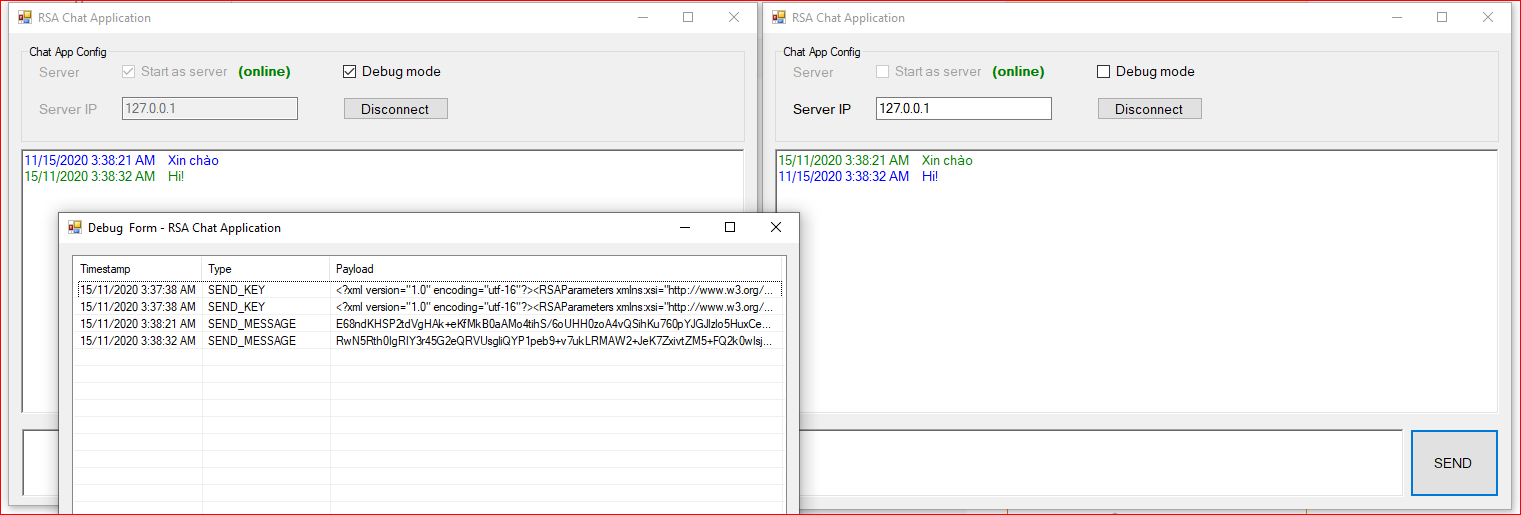 RSA Chat Application
Chat App Config
Server Start as server (online) Debug mode
Server IP 127.0.0.1 Disconnect
11/15/2020 3:38:21 AM Xin chào
15/11/2020 3:38:32 AM Hi!
RSA Chat Application
Chat App Config
Server Start as server (online) Debug mode
Server IP 127.0.0.1 Disconnect
15/11/2020 3:38:21 AM Xin chào
11/15/2020 3:38:32 AM Hi!
SEND
Debug Form - RSA Chat Application
Timestamp Type Payload
15/11/2020 3:37:38 AM SEND_KEY <?xml version="1.0" encoding="utf-16"?><RSAParameters xmlns:xsi="http://www.w3.org/...
15/11/2020 3:37:38 AM SEND_KEY <?xml version="1.0" encoding="utf-16"?><RSAParameters xmlns:xsi="http://www.w3.org/...
15/11/2020 3:38:21 AM SEND_MESSAGE E68ndKHSP2tdVgHAk+eKfMkB0aAMo4tihS/6oUHH0zoA4vQSihKu760pYJGJlzlo5HuxCe...
15/11/2020 3:38:32 AM SEND_MESSAGE RwN5Rth0lgRIY3r45G2eQRVUsgliQYP1peb9+v7ukLRMAW2+JeK7ZxivtZM5+FQ2k0wIsj...